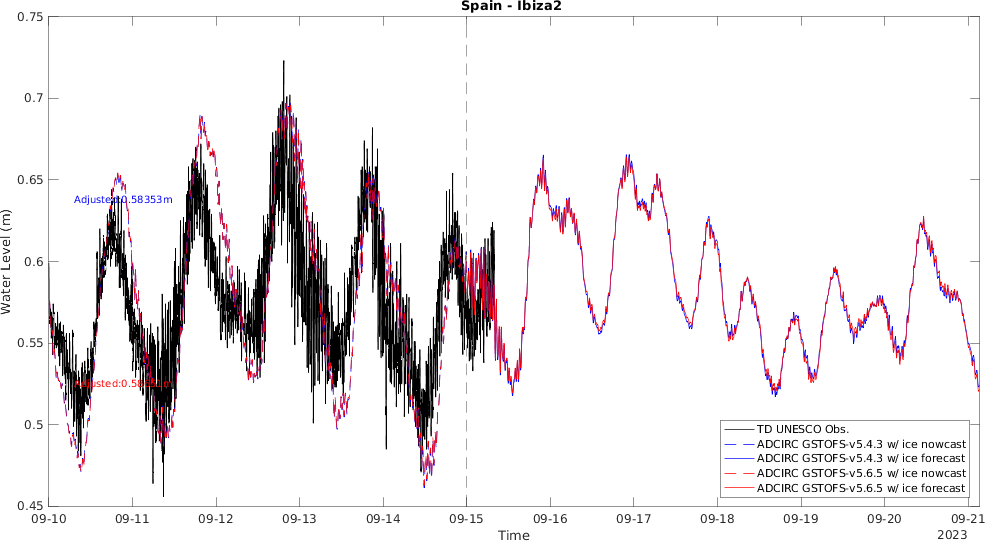 Spain - Ibiza2
0.75
0.7
0.65
0.6
0.55
0.5
0.45
Water Level (m)
Adjusted:0.58353m
TD UNESCO Obs.
ADCIRC GSTOFS-v5.4.3 w/ ice nowcast
ADCIRC GSTOFS-v5.4.3 w/ ice forecast
ADCIRC GSTOFS-v5.6.5 w/ ice nowcast
ADCIRC GSTOFS-v5.6.5 w/ ice forecast
09-10 09-11 09-12 09-13 09-14 09-15 09-16 09-17 09-18 09-19 09-20 09-21
Time
2023